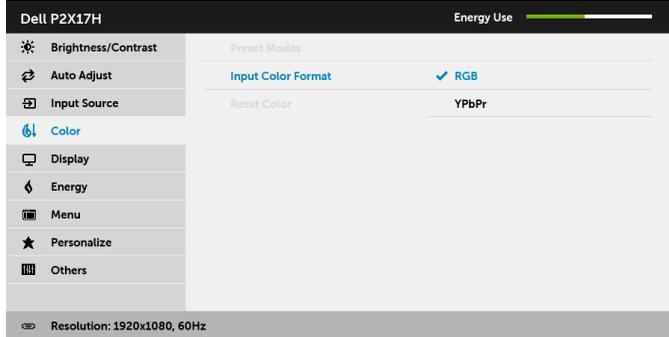 Dell P2X17H Energy Use
Brightness/Contrast Preset Modes
Auto Adjust Input Color Format RGB
Input Source Reset Color YPbPr
Color
Display
Energy
Menu
Personalize
Others
Resolution: 1920x1080, 60Hz